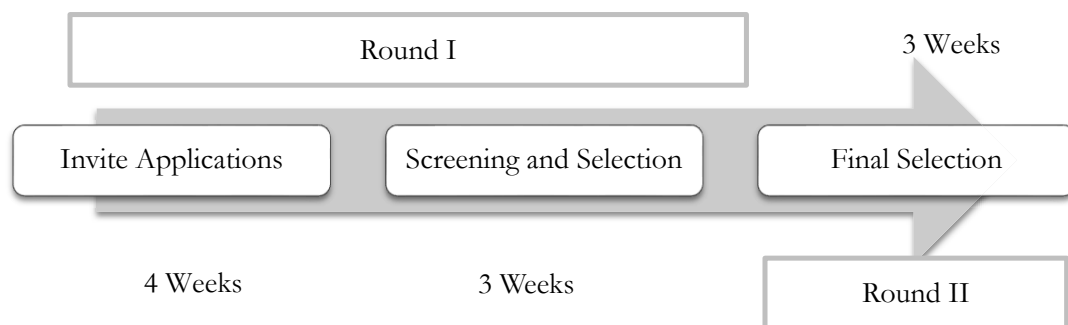 Round I
3 Weeks
Invite Applications
Screening and Selection
Final Selection
4 Weeks
3 Weeks
Round II